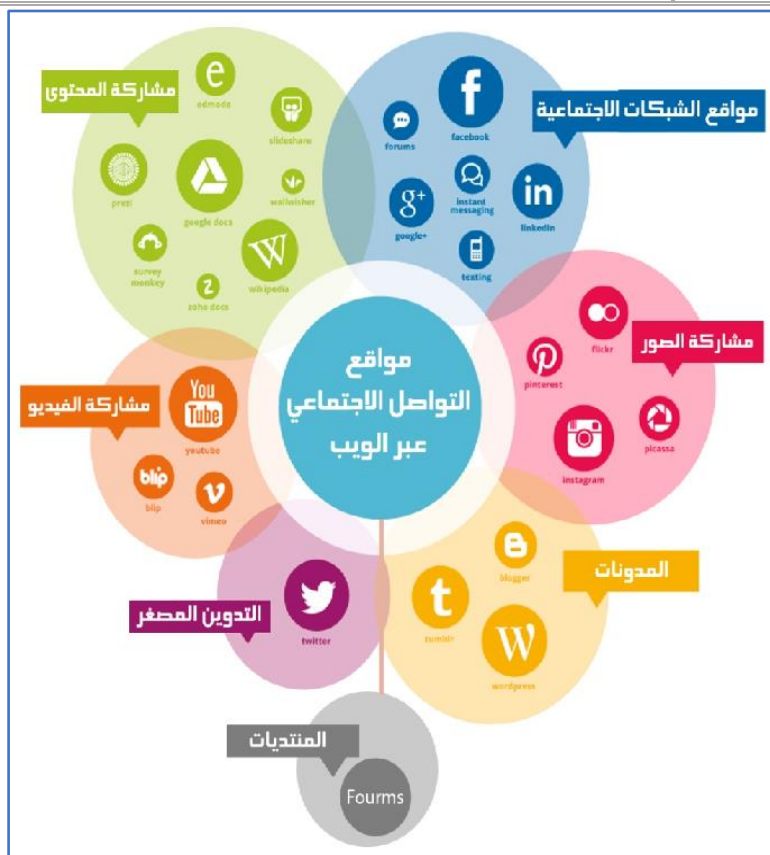 مشاركة المحتوى
edmodo
slideshare
prezi
google docs
wallwisher
survey
monkey
zoho docs
W
wikipedia
مواقع الشبكات الاجتماعية
f
facebook
forums
g+
google+
instant
messaging
in
linkedin
texting
مشاركة الصور
flickr
pinterest
instagram
picassa
مواقع
التواصل الاجتماعي
عبر الويب
مشاركة الفيديو
You
Tube
youtube
blip
blip
vimeo
المدونات
blogger
t
tumblr
W
wordpress
التدوين المصغر
twitter
المنتديات
Fourms